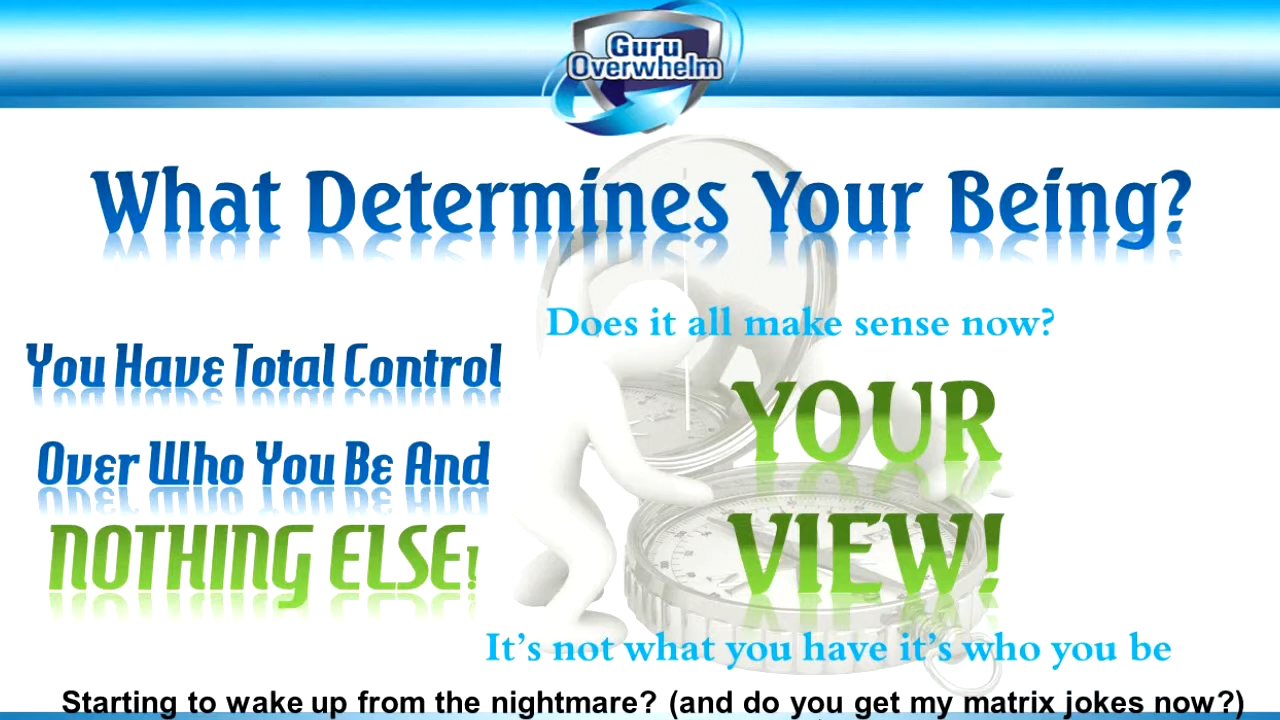 Guru
Overwhelm
What Determines Your Being?
Does it all make sense now?
You Have Total Control
Over Who You Be And
NOTHING ELSE!
YOUR
VIEW!
It's not what you have it's who you be
Starting to wake up from the nightmare? (and do you get my matrix jokes now?)